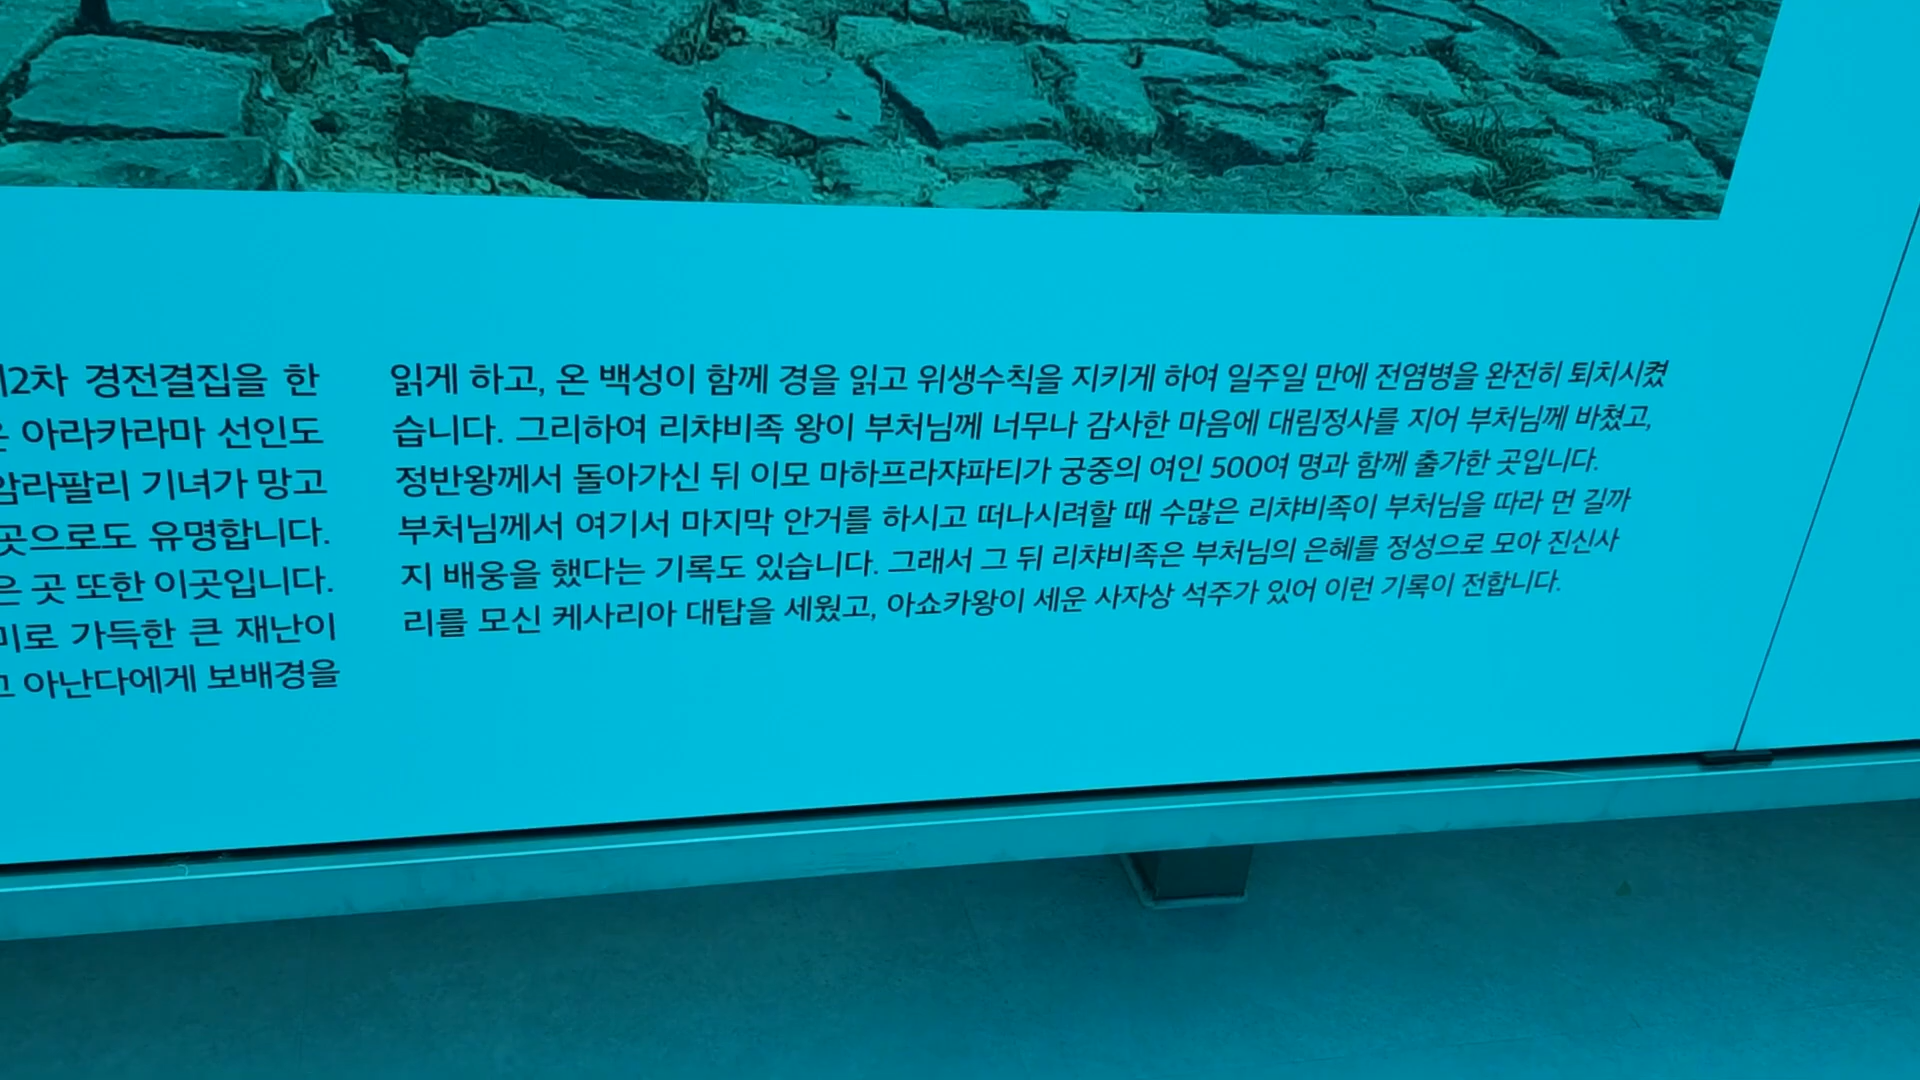 2차 경전결집을 한
아라카라마 선인도
암라팔리 기녀가 망고
곳으로도 유명합니다.
은 곳 또한 이곳입니다.
미로 가득한 큰 재난이
고 아난다에게 보배경을
읽게 하고, 온 백성이 함께 경을 읽고 위생수칙을 지키게 하여 일주일 만에 전염병을 완전히 퇴치시켰
습니다. 그리하여 리챠비족 왕이 부처님께 너무나 감사한 마음에 대림정사를 지어 부처님께 바쳤고,
정반왕께서 돌아가신 뒤 이모 마하프라쟈파티가 궁중의 여인 500여 명과 함께 출가한 곳입니다.
부처님께서 여기서 마지막 안거를 하시고 떠나시려할 때 수많은 리챠비족이 부처님을 따라 먼 길까
지 배웅을 했다는 기록도 있습니다. 그래서 그 뒤 리챠비족은 부처님의 은혜를 정성으로 모아 진신사
리를 모신 케사리아 대탑을 세웠고, 아쇼카왕이 세운 사자상 석주가 있어 이런 기록이 전합니다.